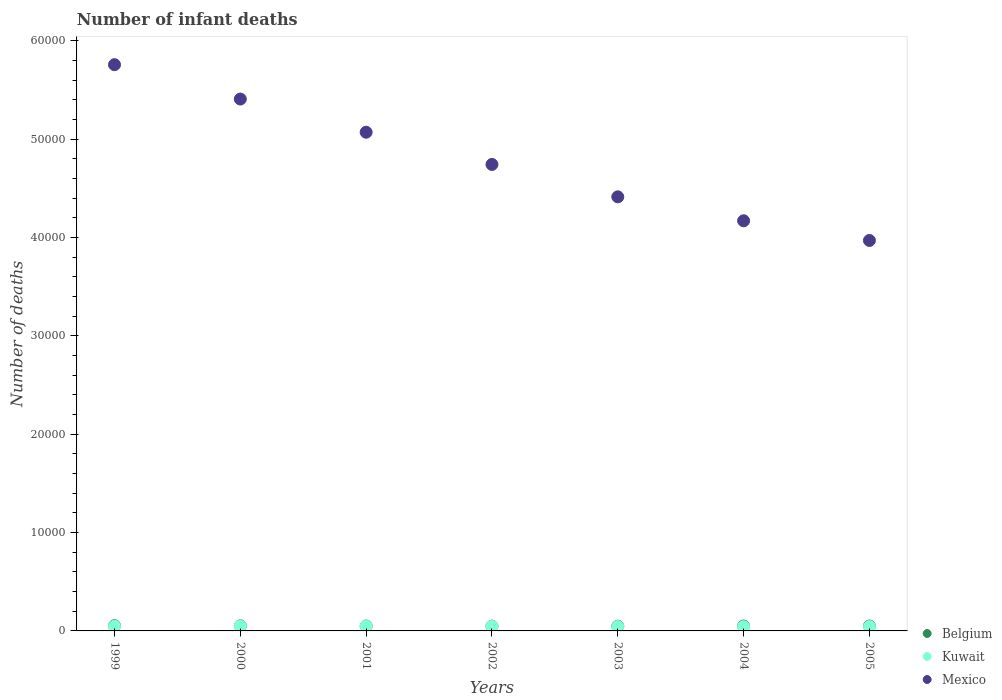 Number of infant deaths
60000
50000
40000
30000
20000
10000
0
Number of deaths
1999
2000
2001
2002
2003
2004
2005
Years
Belgium
Kuwait
Mexico